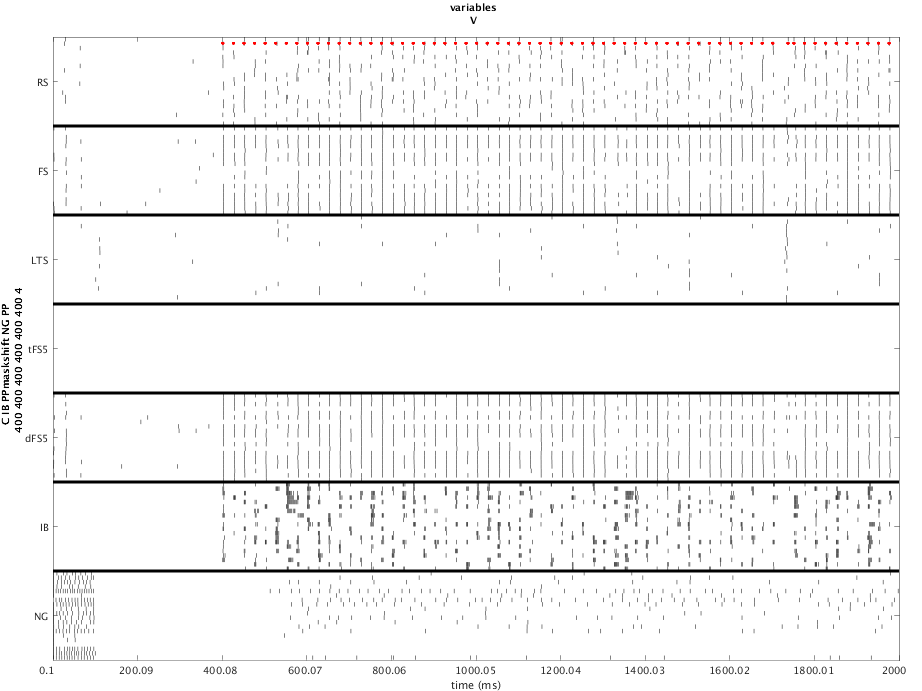 variables
V
C IB PPmaskshift NG PP
400 400 400 400 400 400 4
RS
FS
LTS
tFS5
dFS5
IB
NG
0.1 200.09 400.08 600.07 800.06 1000.05 1200.04 1400.03 1600.02 1800.01 2000
time (ms)